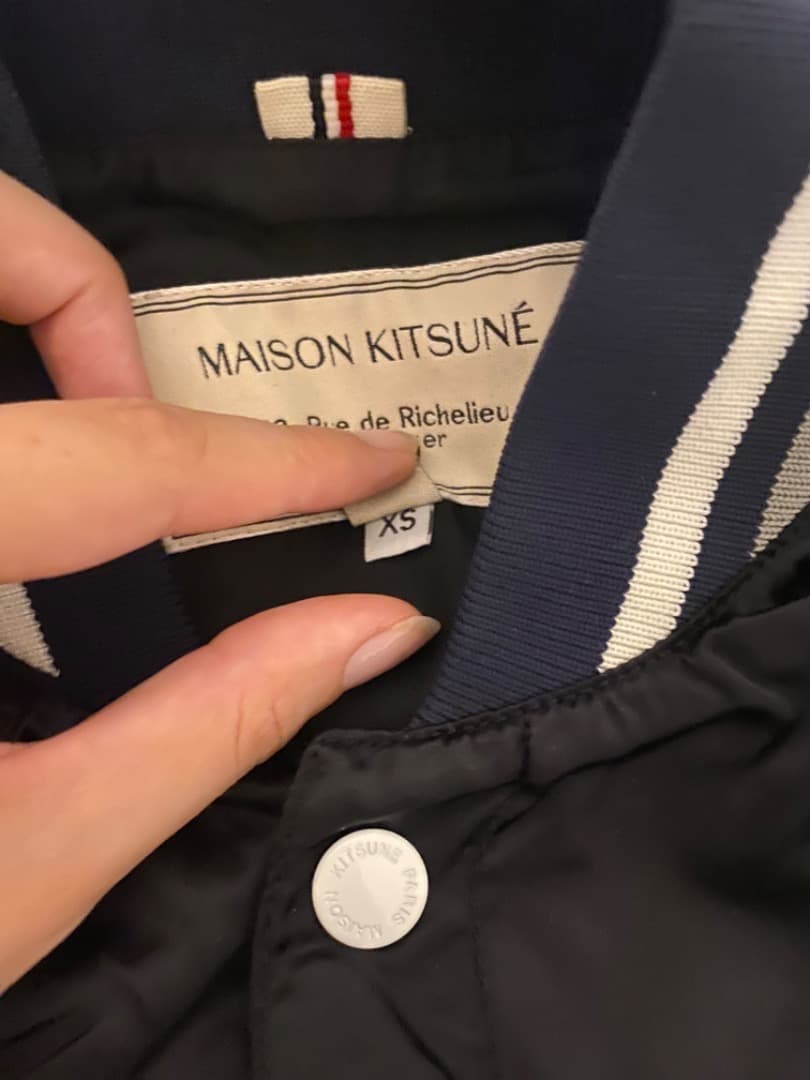 MAISON KITSUNÉ
Rue de Richelieu
XS
MAISON KITSUNÉ PARIS